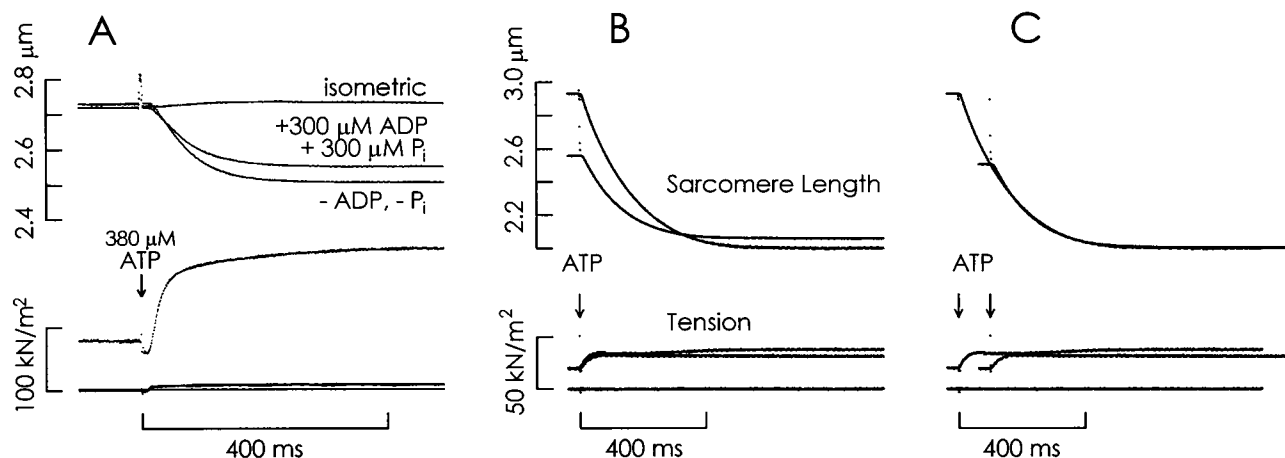 A
2.8 μm
2.6
2.4
isometric
+300 μM ADP
+ 300 μM Pi
- ADP, - Pi
380 μM
ATP
100 kN/m²
400 ms
B
3.0 μm
2.6
2.2
Sarcomere Length
ATP
Tension
50 kN/m²
400 ms
C
ATP
400 ms